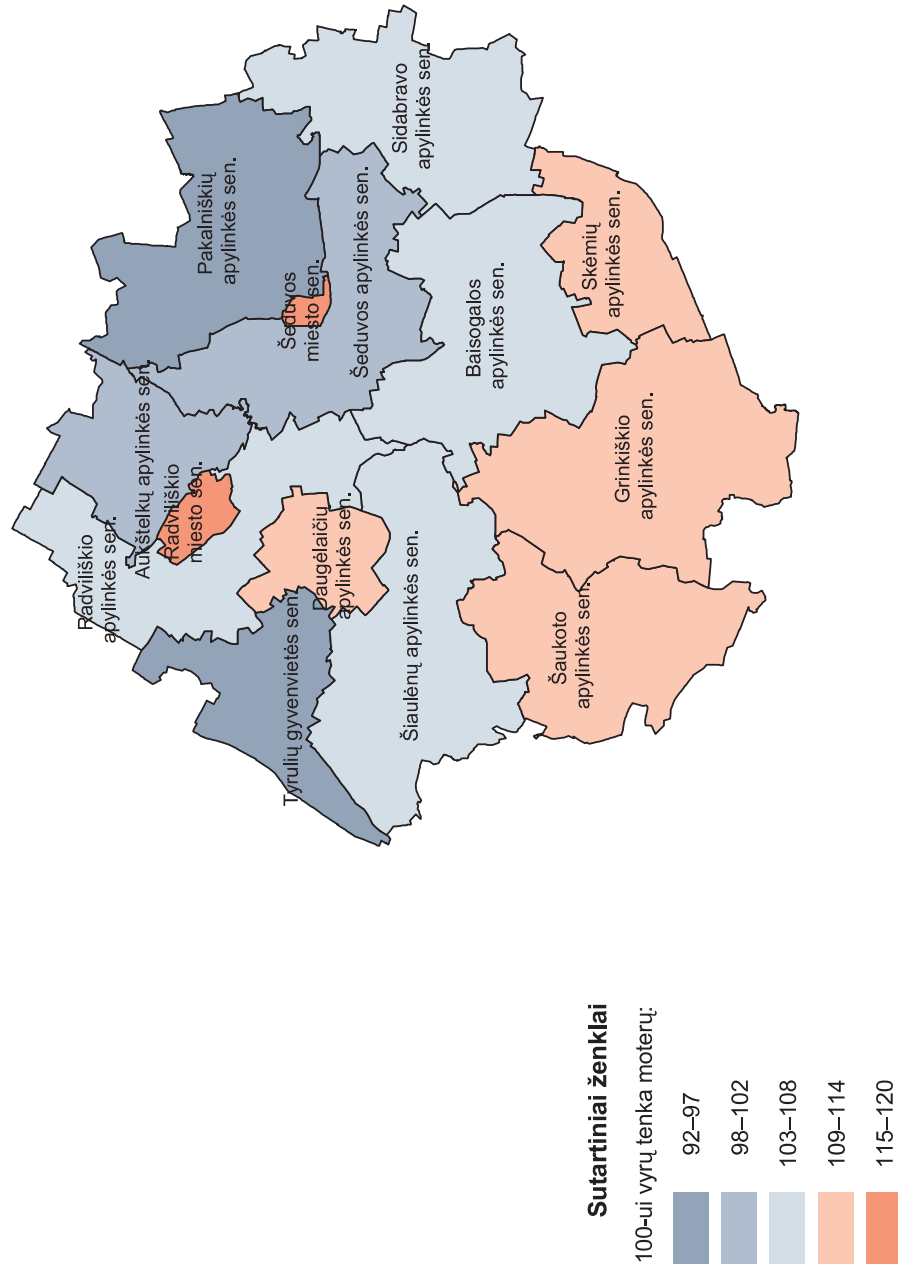 Radviliškio
apylinkės sen.
Aukštelkų apylinkės sen.
Radviliškio
miesto sen.
Pakalniškių
apylinkės sen.
Šeduvos
miesto sen.
Šeduvos apylinkės sen.
Sidabravo
apylinkės sen.
Tyrulių gyvenvietės sen.
Daugėlaičių
apylinkės sen.
Šiaulėnų apylinkės sen.
Baisogalos
apylinkės sen.
Skėmių
apylinkės sen.
Šaukoto
apylinkės sen.
Grinkiškio
apylinkės sen.
Sutartiniai ženklai
100-ui vyrų tenka moterų:
92–97
98–102
103–108
109–114
115–120